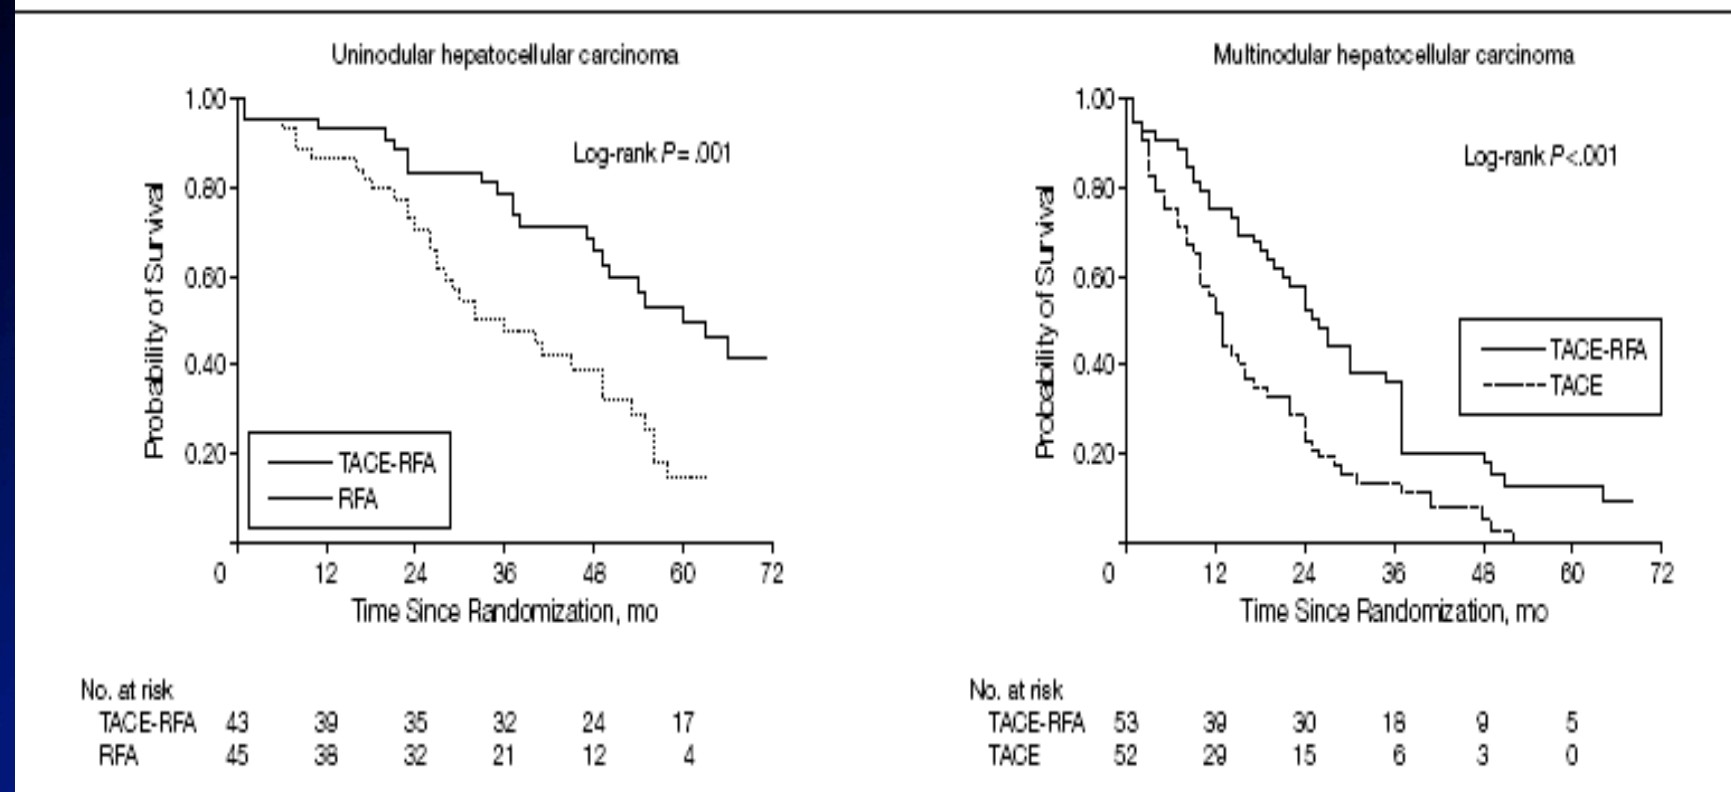 Uninodular hepatocellular carcinoma
1.00
0.80
0.60
0.40
0.20
Probability of Survival
Log-rank P= .001
TACE-RFA
RFA
0 12 24 36 48 60 72
Time Since Randomization, mo
No. at risk
TACE-RFA 43 39 35 32 24 17
RFA 45 38 32 21 12 4
Multinodular hepatocellular carcinoma
1.00
0.80
0.60
0.40
0.20
Probability of Survival
Log-rank P<.001
TACE-RFA
TACE
0 12 24 36 48 60 72
Time Since Randomization, mo
No. at risk
TACE-RFA 53 39 30 18 9 5
TACE 52 29 15 6 3 0